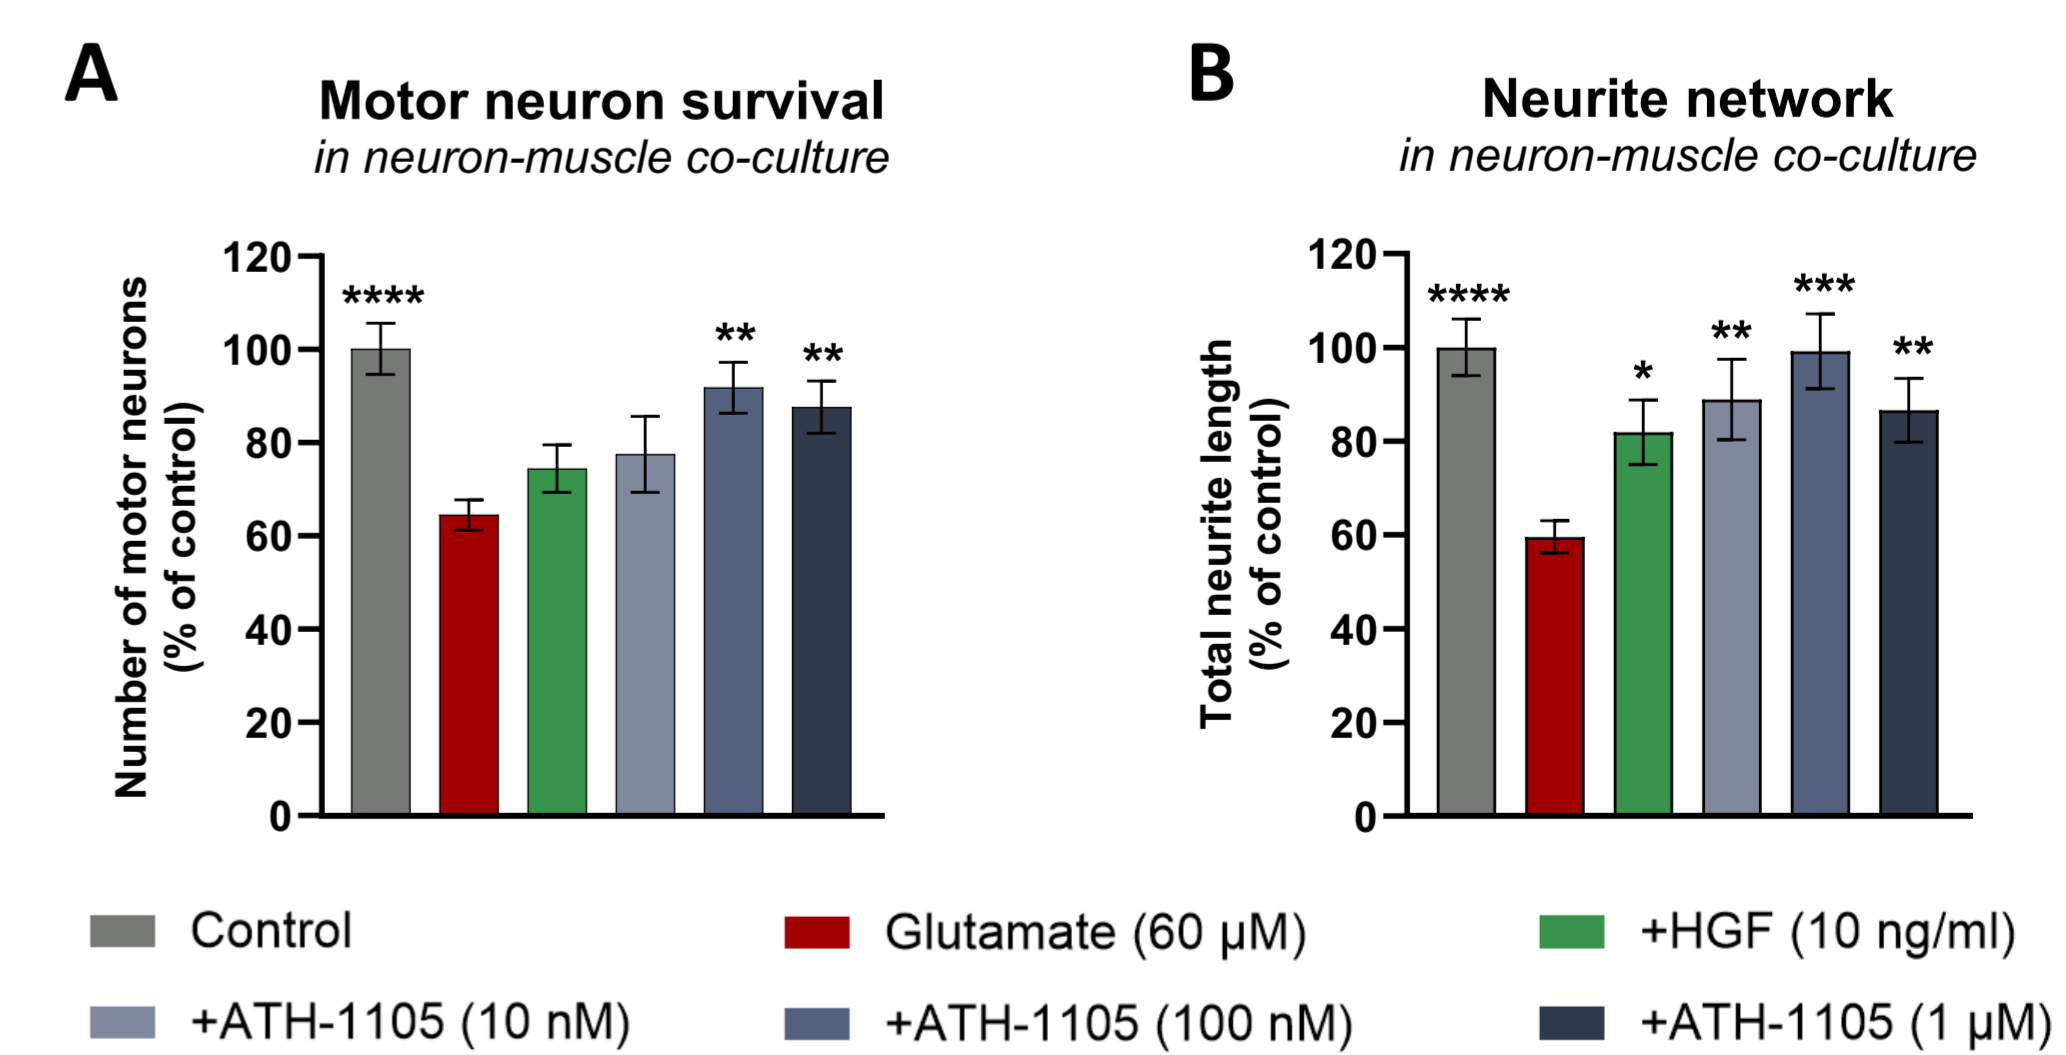 A
Motor neuron survival
in neuron-muscle co-culture
Number of motor neurons
(% of control)
120
100
80
60
40
20
0
****
**
**
B
Neurite network
in neuron-muscle co-culture
Total neurite length
(% of control)
120
100
80
60
40
20
0
****
*
**
***
**
Control
Glutamate (60 µM)
+HGF (10 ng/ml)
+ATH-1105 (10 nM)
+ATH-1105 (100 nM)
+ATH-1105 (1 µM)